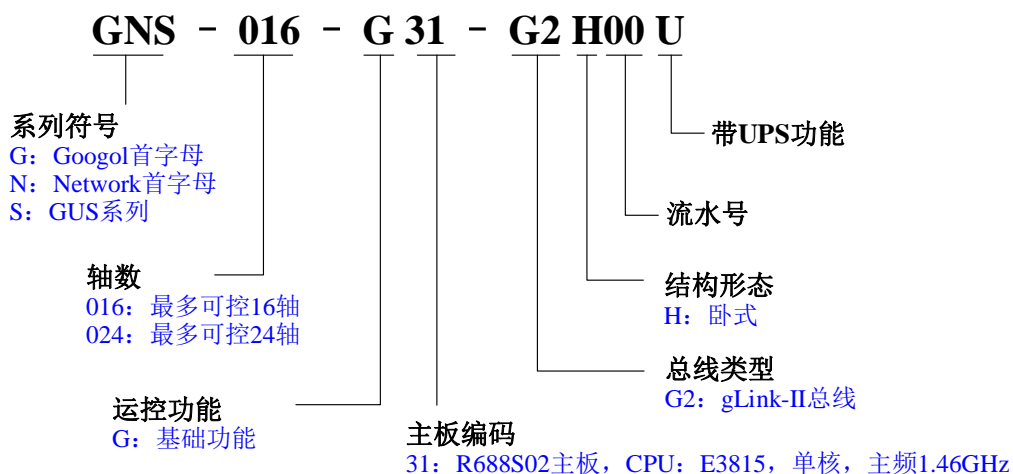 GNS - 016 - G 31 - G2 H00 U
系列符号
G：Googol首字母
N：Network首字母
S：GUS系列
带UPS功能
流水号
轴数
016：最多可控16轴
024：最多可控24轴
结构形态
H：卧式
总线类型
G2：gLink-II总线
运控功能
G：基础功能
主板编码
31：R688S02主板，CPU：E3815，单核，主频1.46GHz